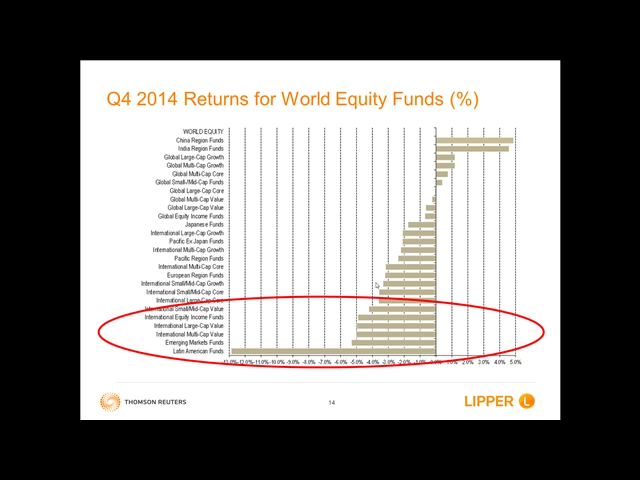 Q4 2014 Returns for World Equity Funds (%)
WORLD EQUITY
China Region Funds
India Region Funds
Global Large-Cap Growth
Global Multi-Cap Growth
Global Multi-Cap Core
Global Small/Mid-Cap Funds
Global Large-Cap Core
Global Multi-Cap Value
Global Large-Cap Value
Global Equity Income Funds
Japanese Funds
International Large-Cap Growth
Pacific Ex Japan Funds
International Multi-Cap Growth
Pacific Region Funds
International Multi-Cap Core
European Region Funds
International Small/Mid-Cap Growth
International Small/Mid-Cap Core
International Large-Cap Core
International Small/Mid-Cap Value
International Equity Income Funds
International Large-Cap Value
International Multi-Cap Value
Emerging Markets Funds
Latin American Funds
-13.0% -12.0% -11.0% -10.0% -9.0% -8.0% -7.0% -6.0% -5.0% -4.0% -3.0% -2.0% -1.0% 0.0% 1.0% 2.0% 3.0% 4.0% 5.0%
THOMSON REUTERS
14
LIPPER L